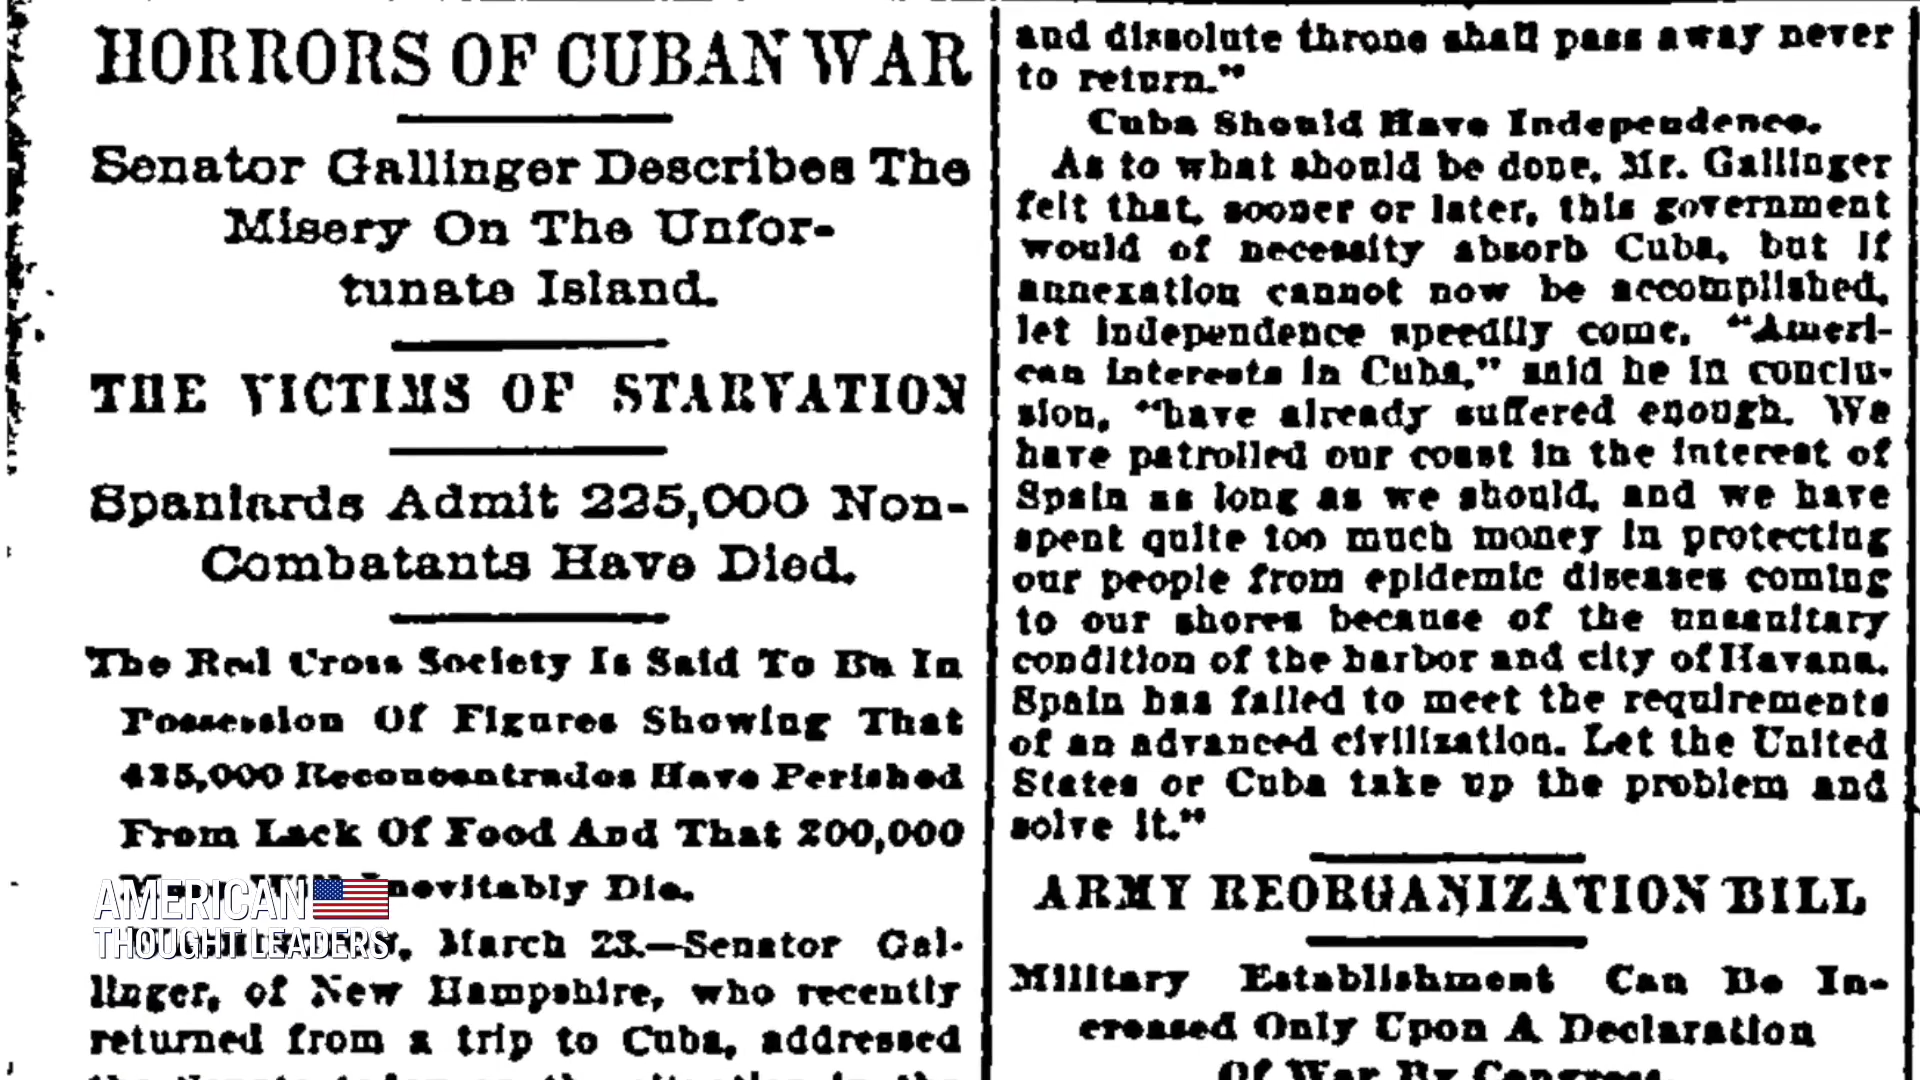 HORRORS OF CUBAN WAR
Senator Gallinger Describes The
Misery On The Unfor-
tunate Island.
THE VICTIMS OF STARVATION
Spaniards Admit 225,000 Non-
Combatants Have Died.
The Red Cross Society Is Said To Be In
Possession Of Figures Showing That
425,000 Reconcentrados Have Perished
From Lack Of Food And That 200,000
More Will Inevitably Die.
March 23.—Senator Gal-
linger, of New Hampshire, who recently
returned from a trip to Cuba, addressed
and dissolute throne shall pass away never
to return."
Cuba Should Have Independence.
As to what should be done, Mr. Gallinger
felt that, sooner or later, this government
would of necessity absorb Cuba, but if
annexation cannot now be accomplished,
let independence speedily come. "Ameri-
can interests in Cuba," said he in conclu-
sion, "have already suffered enough. We
have patrolled our coast in the interest of
Spain as long as we should, and we have
spent quite too much money in protecting
our people from epidemic diseases coming
to our shores because of the unsanitary
condition of the harbor and city of Havana.
Spain has failed to meet the requirements
of an advanced civilization. Let the United
States or Cuba take up the problem and
solve it."
ARMY REORGANIZATION BILL
Military Establishment Can Be In-
creased Only Upon A Declaration
Of War By Congress.
AMERICAN
THOUGHT LEADERS